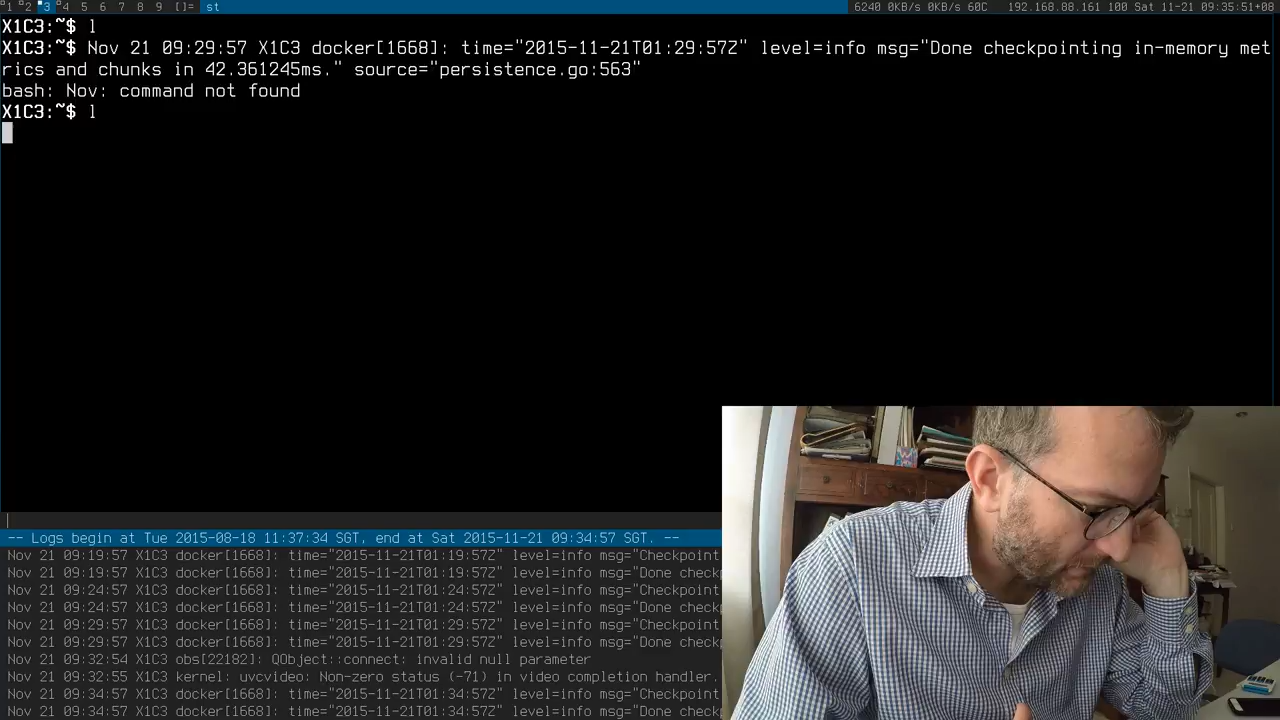 1 2 3 4 5 6 7 8 9 []= st 6240 0KB/s 0KB/s 60C 192.168.88.161 100 Sat 11-21 09:35:51+08
X1C3:~$ l
X1C3:~$ Nov 21 09:29:57 X1C3 docker[1668]: time="2015-11-21T01:29:57Z" level=info msg="Done checkpointing in-memory met
rics and chunks in 42.361245ms." source="persistence.go:563"
bash: Nov: command not found
X1C3:~$ l
-- Logs begin at Tue 2015-08-18 11:37:34 SGT, end at Sat 2015-11-21 09:34:57 SGT. --
Nov 21 09:19:57 X1C3 docker[1668]: time="2015-11-21T01:19:57Z" level=info msg="Checkpoint
Nov 21 09:19:57 X1C3 docker[1668]: time="2015-11-21T01:19:57Z" level=info msg="Done check
Nov 21 09:24:57 X1C3 docker[1668]: time="2015-11-21T01:24:57Z" level=info msg="Checkpoint
Nov 21 09:24:57 X1C3 docker[1668]: time="2015-11-21T01:24:57Z" level=info msg="Done check
Nov 21 09:29:57 X1C3 docker[1668]: time="2015-11-21T01:29:57Z" level=info msg="Checkpoint
Nov 21 09:29:57 X1C3 docker[1668]: time="2015-11-21T01:29:57Z" level=info msg="Done check
Nov 21 09:32:54 X1C3 obs[22182]: QObject::connect: invalid null parameter
Nov 21 09:32:55 X1C3 kernel: uvcvideo: Non-zero status (-71) in video completion handler.
Nov 21 09:34:57 X1C3 docker[1668]: time="2015-11-21T01:34:57Z" level=info msg="Checkpoint
Nov 21 09:34:57 X1C3 docker[1668]: time="2015-11-21T01:34:57Z" level=info msg="Done check